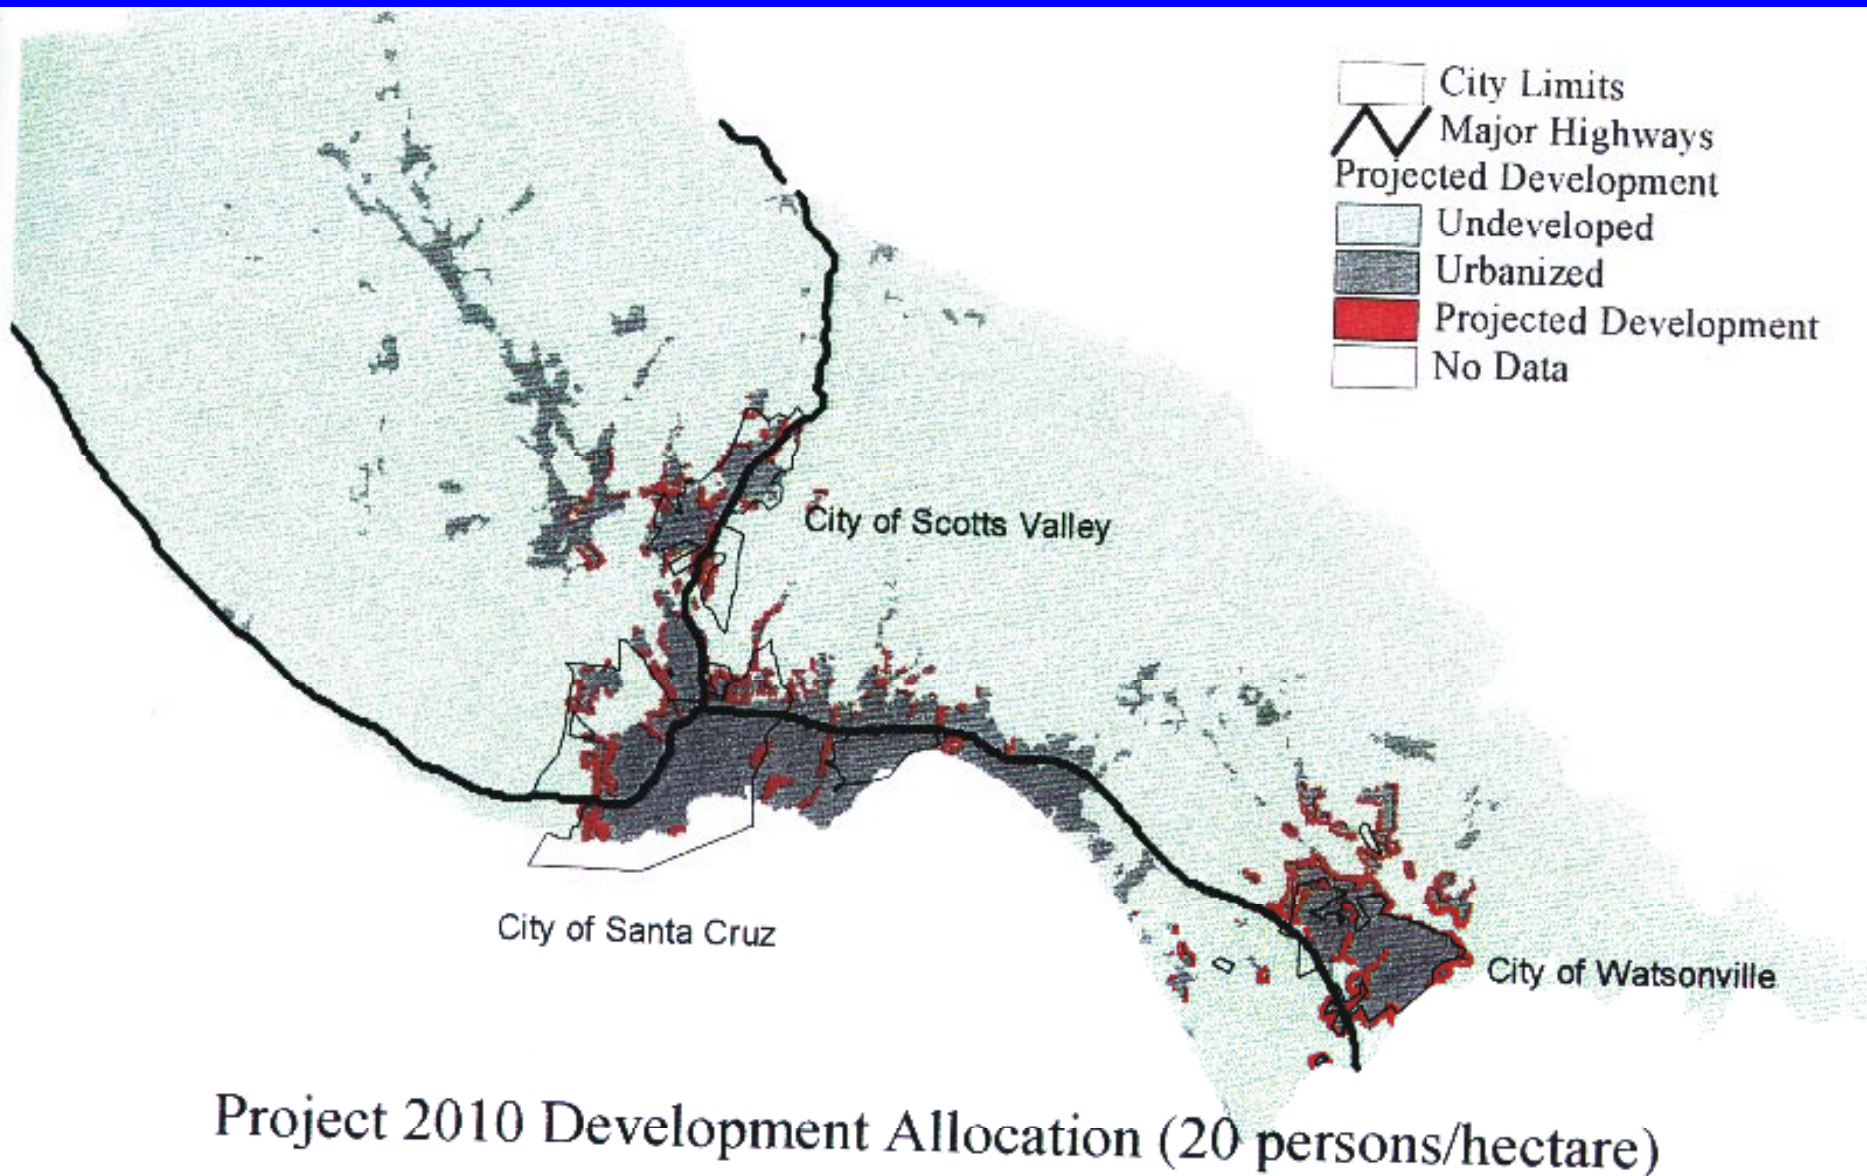 City Limits
Major Highways
Projected Development
Undeveloped
Urbanized
Projected Development
No Data
City of Scotts Valley
City of Santa Cruz
City of Watsonville
Project 2010 Development Allocation (20 persons/hectare)